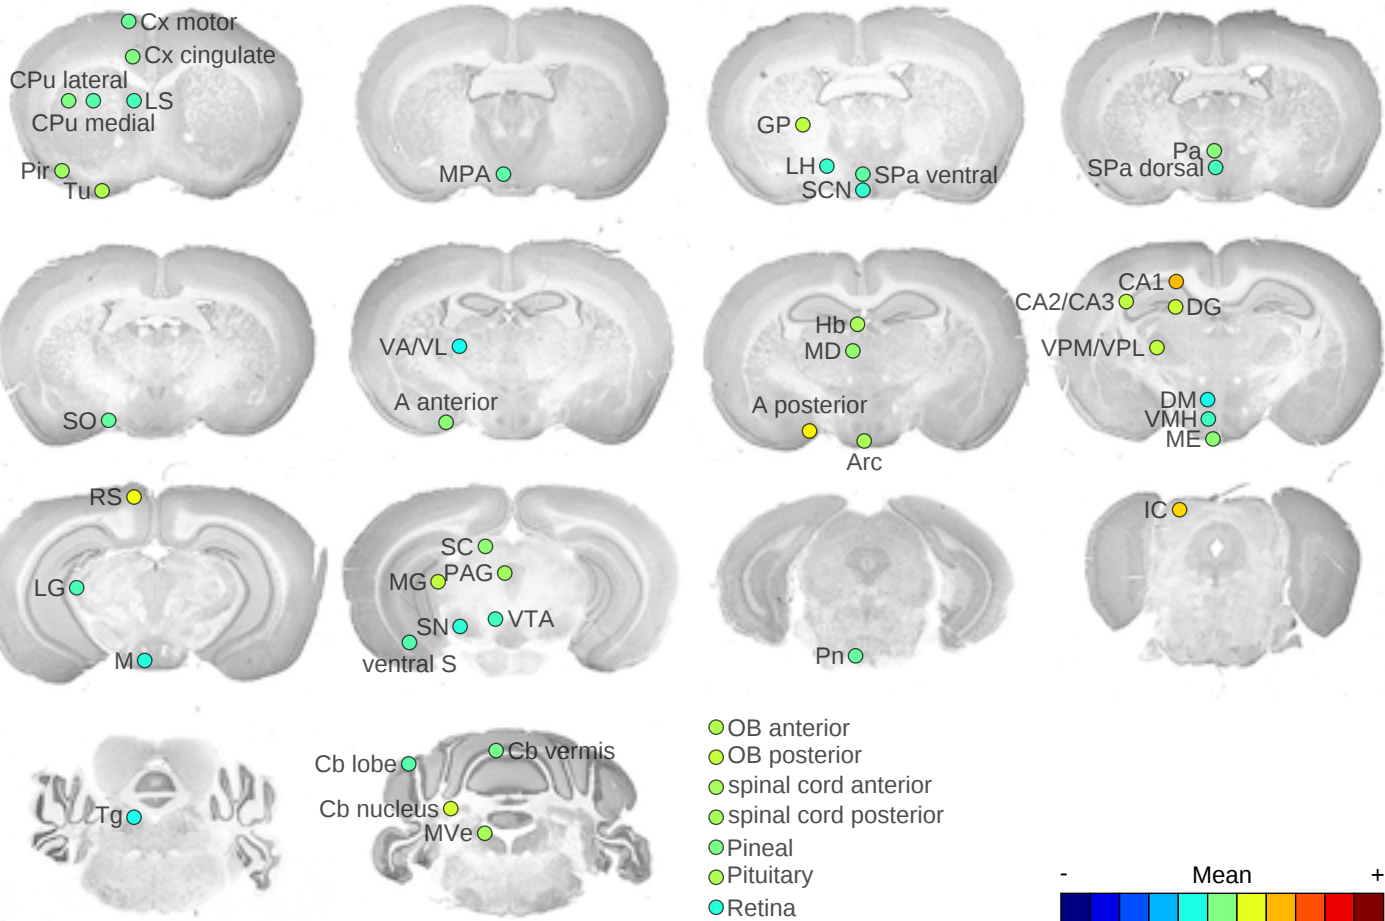 Cx motor
Cx cingulate
CPu lateral
LS
CPu medial
Pir
Tu
MPA
GP
LH
SPa ventral
SCN
Pa
SPa dorsal
SO
VA/VL
A anterior
Hb
MD
A posterior
Arc
CA1
CA2/CA3
DG
VPM/VPL
DM
VMH
ME
RS
LG
M
SC
MG
PAG
SN
VTA
ventral S
Pn
IC
Tg
Cb lobe
Cb vermis
Cb nucleus
MVe
OB anterior
OB posterior
spinal cord anterior
spinal cord posterior
Pineal
Pituitary
Retina
- Mean +